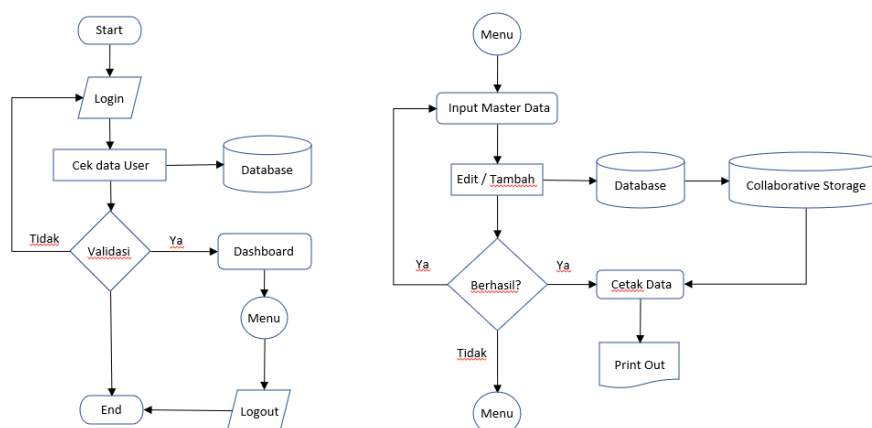 Start
Login
Cek data User
Database
Tidak
Validasi
Ya
Dashboard
Menu
End
Logout
Menu
Input Master Data
Edit / Tambah
Database
Collaborative Storage
Ya
Berhasil?
Ya
Cetak Data
Tidak
Print Out
Menu